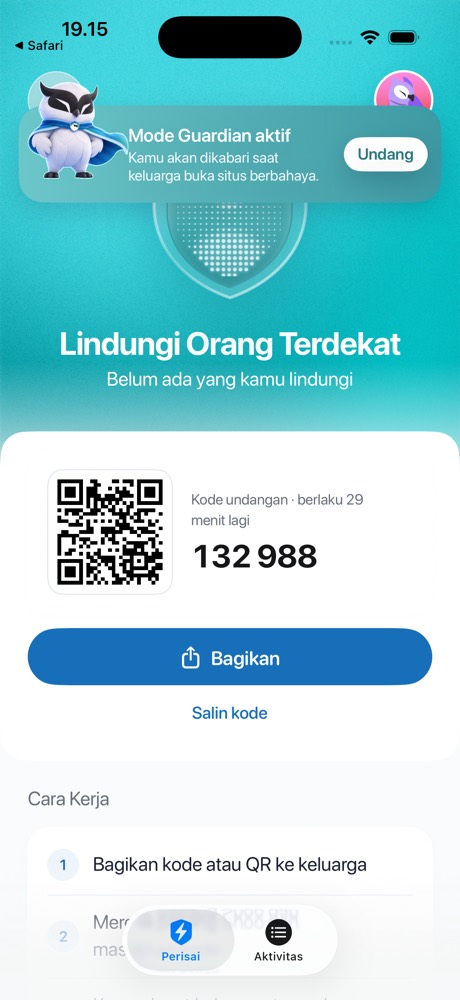 19.15
◀ Safari
Mode Guardian aktif
Kamu akan dikabari saat
keluarga buka situs berbahaya.
Undang
Lindungi Orang Terdekat
Belum ada yang kamu lindungi
Kode undangan · berlaku 29
menit lagi
132 988
Bagikan
Salin kode
Cara Kerja
1
Bagikan kode atau QR ke keluarga
2
Perisai
Aktivitas